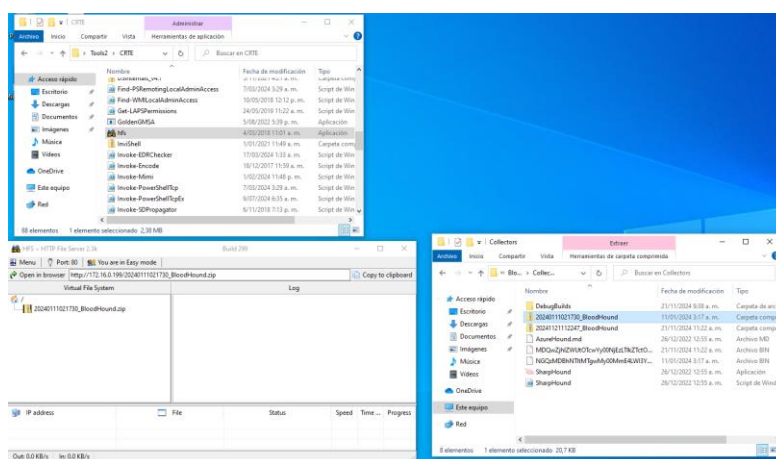 CRTE
Administrar
Archivo Inicio Compartir Vista Herramientas de aplicación
Tools2 > CRTE
Buscar en CRTE
Nombre Fecha de modificación Tipo
Acceso rápido
Escritorio
Descargas
Documentos
Imágenes
Música
Vídeos
OneDrive
Este equipo
Red
Find-PSRemotingLocalAdminAccess 7/03/2024 3:29 a. m. Script de Win
Find-WMILocalAdminAccess 10/05/2018 12:12 p. m. Script de Win
Get-LAPSPermissions 24/05/2019 11:22 a. m. Script de Win
GoldenGMSA 5/08/2022 5:39 p. m. Aplicación
hfs 4/02/2018 11:01 a. m. Aplicación
InviShell 1/01/2021 11:49 a. m. Carpeta com
Invoke-EDRChecker 17/03/2024 1:33 a. m. Script de Win
Invoke-Encode 18/12/2017 11:59 a. m. Script de Win
Invoke-Mimi 1/02/2024 11:48 p. m. Script de Win
Invoke-PowerShellTcp 7/03/2024 3:29 a. m. Script de Win
Invoke-PowerShellTcpEx 9/07/2024 6:35 a. m. Script de Win
Invoke-SDPropagator 6/11/2018 7:13 p. m. Script de Win
88 elementos 1 elemento seleccionado 2,38 MB
HFS ~ HTTP File Server 2.3k Build 299
Menu Port: 80 You are in Easy mode
Open in browser http://172.16.0.199/20240111021730_BloodHound.zip Copy to clipboard
Virtual File System Log
/
20240111021730_BloodHound.zip
IP address File Status Speed Time ... Progress
Out: 0.0 KB/s In: 0.0 KB/s
Collectors
Extraer
Archivo Inicio Compartir Vista Herramientas de carpeta comprimida
Blo... > Collec...
Buscar en Collectors
Nombre Fecha de modificación Tipo
Acceso rápido
Escritorio
Descargas
Documentos
Imágenes
Música
Vídeos
OneDrive
Este equipo
Red
DebugBuilds 21/11/2024 9:38 a. m. Carpeta de arc
20240111021730_BloodHound 11/01/2024 3:17 a. m. Carpeta comp
20241121112247_BloodHound 21/11/2024 11:22 a. m. Carpeta comp
AzureHound.md 26/12/2022 12:55 a. m. Archivo MD
21/11/2024 11:22 a. m. Archivo BIN
11/01/2024 3:17 a. m. Archivo BIN
SharpHound 26/12/2022 12:55 a. m. Aplicación
SharpHound 26/12/2022 12:55 a. m. Script de Wind
8 elementos 1 elemento seleccionado 20,7 KB